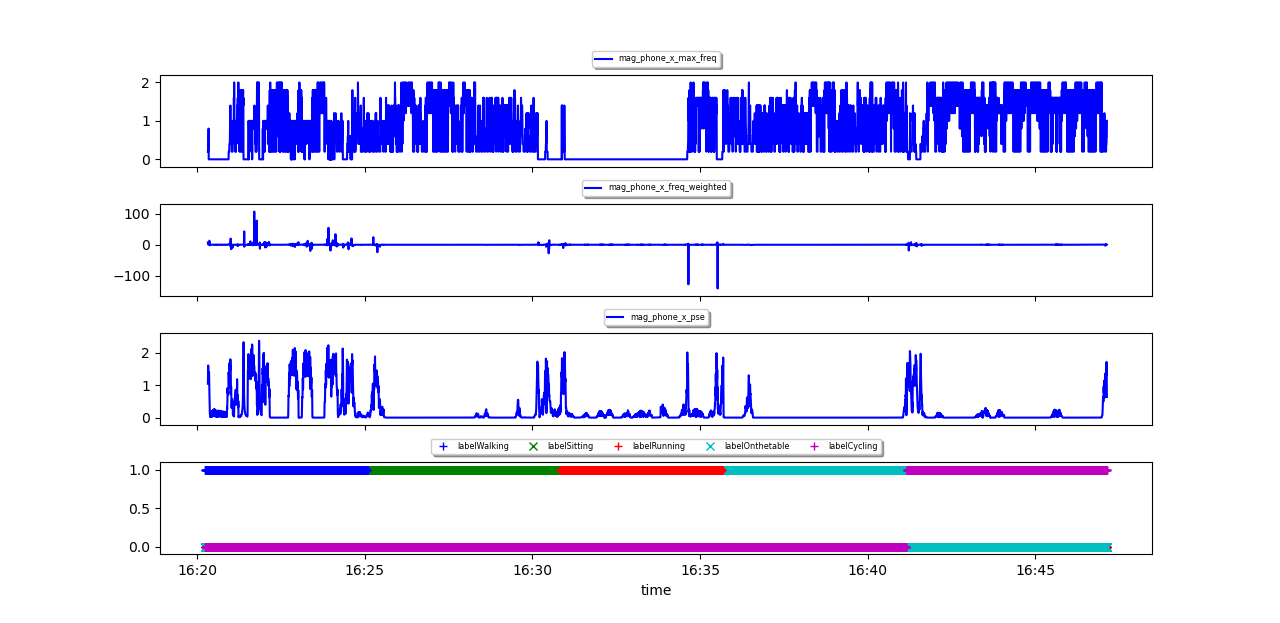 mag_phone_x_max_freq
2
1
0
mag_phone_x_freq_weighted
100
0
−100
mag_phone_x_pse
2
1
0
labelWalking labelSitting labelRunning labelOnthetable labelCycling
1.0
0.5
0.0
16:20 16:25 16:30 16:35 16:40 16:45
time